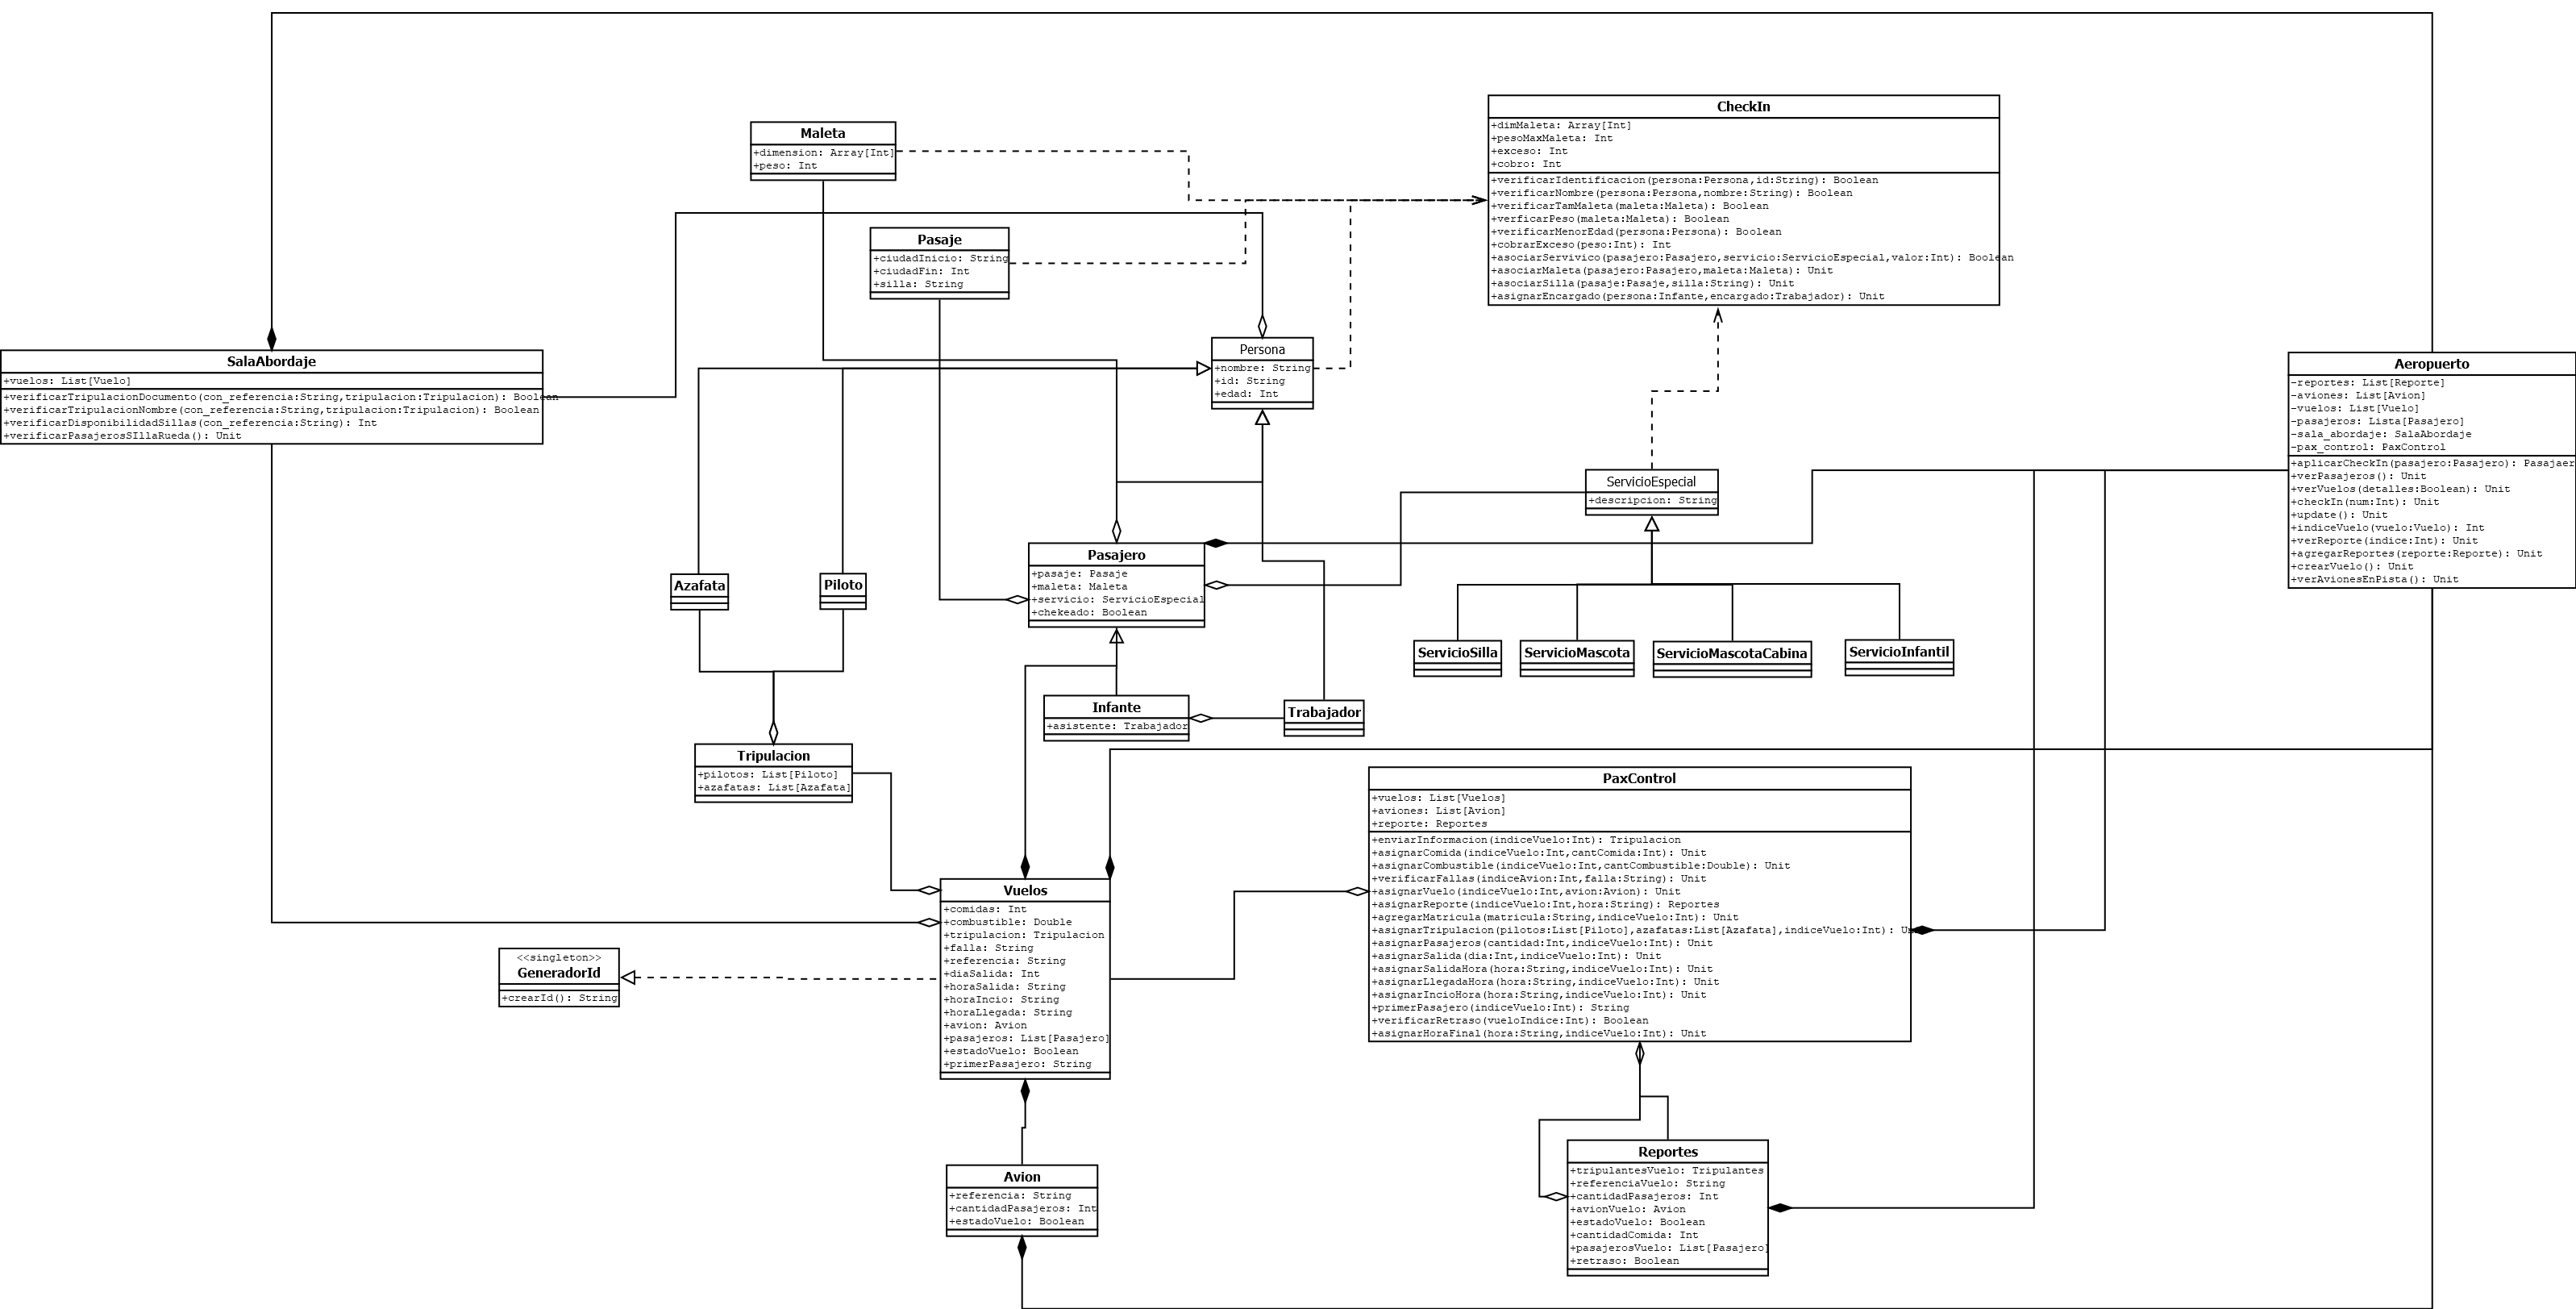 CheckIn
+dimMaleta: Array[Int]
+pesoMaxMaleta: Int
+exceso: Int
+cobro: Int
+verificarIdentificacion(persona:Persona,id:String): Boolean
+verificarNombre(persona:Persona,nombre:String): Boolean
+verificarTamMaleta(maleta:Maleta): Boolean
+verficarPeso(maleta:Maleta): Boolean
+verificarMenorEdad(persona:Persona): Boolean
+cobrarExceso(peso:Int): Int
+asociarServivico(pasajero:Pasajero,servicio:ServicioEspecial,valor:Int): Boolean
+asociarMaleta(pasajero:Pasajero,maleta:Maleta): Unit
+asociarSilla(pasaje:Pasaje,silla:String): Unit
+asignarEncargado(persona:Infante,encargado:Trabajador): Unit
Maleta
+dimension: Array[Int]
+peso: Int
Pasaje
+ciudadInicio: String
+ciudadFin: Int
+silla: String
Persona
+nombre: String
+id: String
+edad: Int
SalaAbordaje
+vuelos: List[Vuelo]
+verificarTripulacionDocumento(con_referencia:String,tripulacion:Tripulacion): Boolean
+verificarTripulacionNombre(con_referencia:String,tripulacion:Tripulacion): Boolean
+verificarDisponibilidadSillas(con_referencia:String): Int
+verificarPasajerosSIllaRueda(): Unit
Aeropuerto
-reportes: List[Reporte]
-aviones: List[Avion]
-vuelos: List[Vuelo]
-pasajeros: Lista[Pasajero]
-sala_abordaje: SalaAbordaje
-pax_control: PaxControl
+aplicarCheckIn(pasajero:Pasajero): Pasajaer
+verPasajeros(): Unit
+verVuelos(detalles:Boolean): Unit
+checkIn(num:Int): Unit
+update(): Unit
+indiceVuelo(vuelo:Vuelo): Int
+verReporte(indice:Int): Unit
+agregarReportes(reporte:Reporte): Unit
+crearVuelo(): Unit
+verAvionesEnPista(): Unit
ServicioEspecial
+descripcion: String
Pasajero
+pasaje: Pasaje
+maleta: Maleta
+servicio: ServicioEspecial
+chekeado: Boolean
Azafata
Piloto
ServicioSilla
ServicioMascota
ServicioMascotaCabina
ServicioInfantil
Infante
+asistente: Trabajador
Trabajador
Tripulacion
+pilotos: List[Piloto]
+azafatas: List[Azafata]
PaxControl
+vuelos: List[Vuelos]
+aviones: List[Avion]
+reporte: Reportes
+enviarInformacion(indiceVuelo:Int): Tripulacion
+asignarComida(indiceVuelo:Int,cantComida:Int): Unit
+asignarCombustible(indiceVuelo:Int,cantCombustible:Double): Unit
+verificarFallas(indiceAvion:Int,falla:String): Unit
+asignarVuelo(indiceVuelo:Int,avion:Avion): Unit
+asignarReporte(indiceVuelo:Int,hora:String): Reportes
+agregarMatricula(matricula:String,indiceVuelo:Int): Unit
+asignarTripulacion(pilotos:List[Piloto],azafatas:List[Azafata],indiceVuelo:Int):
+asignarPasajeros(cantidad:Int,indiceVuelo:Int): Unit
+asignarSalida(dia:Int,indiceVuelo:Int): Unit
+asignarSalidaHora(hora:String,indiceVuelo:Int): Unit
+asignarLlegadaHora(hora:String,indiceVuelo:Int): Unit
+asignarIncioHora(hora:String,indiceVuelo:Int): Unit
+primerPasajero(indiceVuelo:Int): String
+verificarRetraso(vueloIndice:Int): Boolean
+asignarHoraFinal(hora:String,indiceVuelo:Int): Unit
Vuelos
+comidas: Int
+combustible: Double
+tripulacion: Tripulacion
+falla: String
+referencia: String
+diaSalida: Int
+horaSalida: String
+horaIncio: String
+horaLlegada: String
+avion: Avion
+pasajeros: List[Pasajero]
+estadoVuelo: Boolean
+primerPasajero: String
<<singleton>>
GeneradorId
+crearId(): String
Avion
+referencia: String
+cantidadPasajeros: Int
+estadoVuelo: Boolean
Reportes
+tripulantesVuelo: Tripulantes
+referenciaVuelo: String
+cantidadPasajeros: Int
+avionVuelo: Avion
+estadoVuelo: Boolean
+cantidadComida: Int
+pasajerosVuelo: List[Pasajero]
+retraso: Boolean